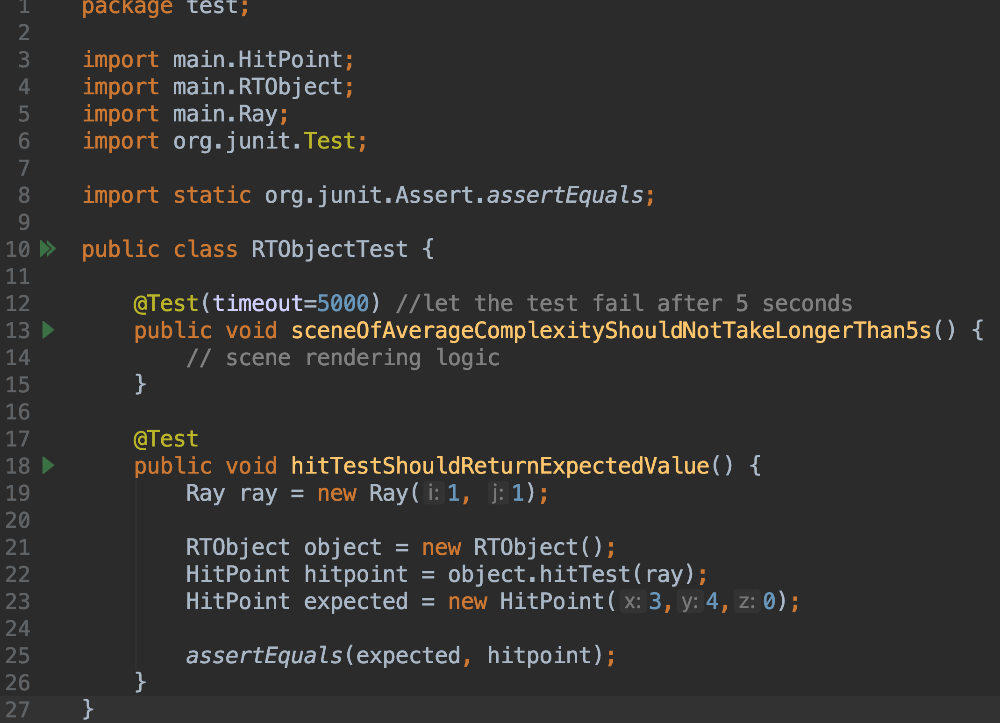 1 package test;
2
3 import main.HitPoint;
4 import main.RTObject;
5 import main.Ray;
6 import org.junit.Test;
7
8 import static org.junit.Assert.assertEquals;
9
10 public class RTObjectTest {
11
12 @Test(timeout=5000) //let the test fail after 5 seconds
13 public void sceneOfAverageComplexityShouldNotTakeLongerThan5s() {
14 // scene rendering logic
15 }
16
17 @Test
18 public void hitTestShouldReturnExpectedValue() {
19 Ray ray = new Ray( i: 1, j: 1);
20
21 RTObject object = new RTObject();
22 HitPoint hitpoint = object.hitTest(ray);
23 HitPoint expected = new HitPoint( x: 3, y: 4, z: 0);
24
25 assertEquals(expected, hitpoint);
26 }
27 }